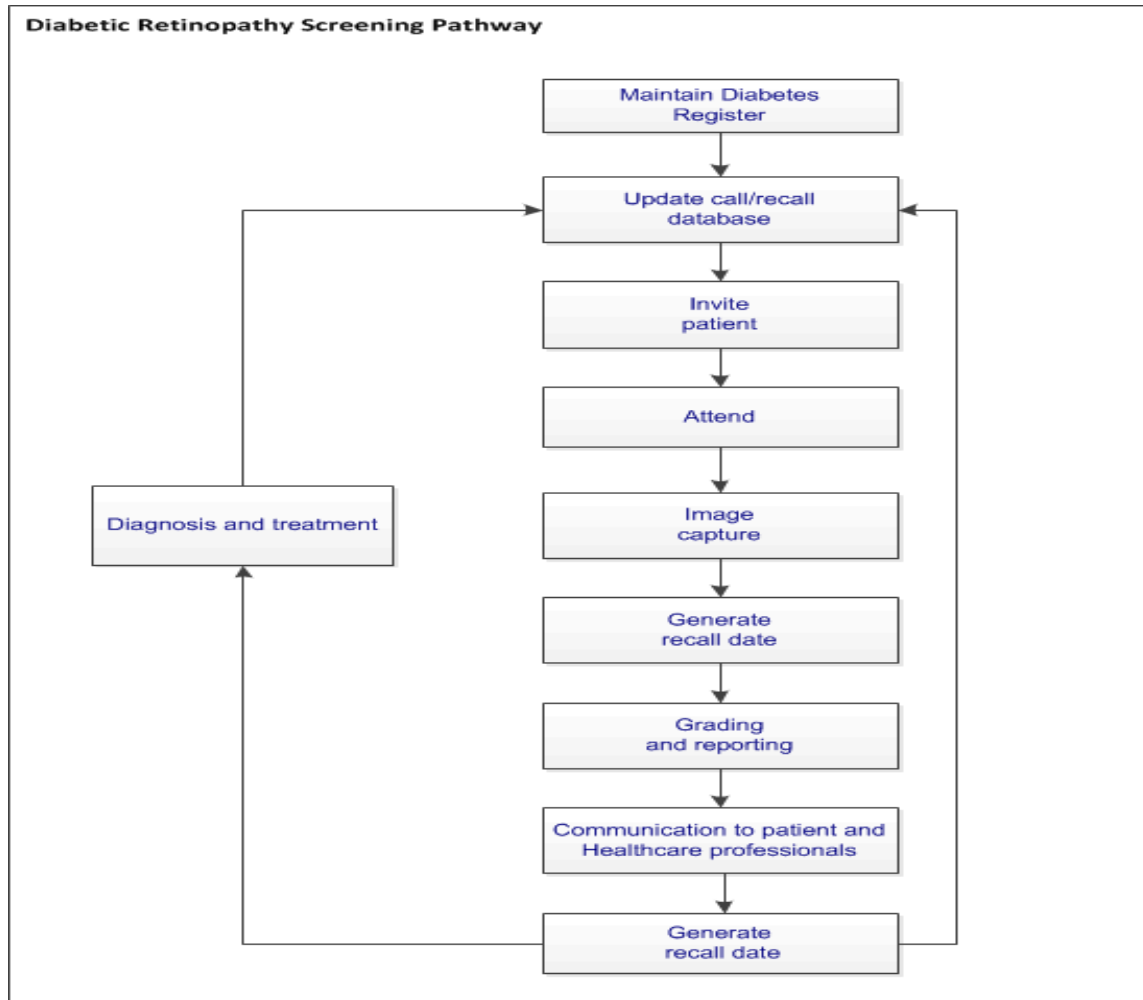 Diabetic Retinopathy Screening Pathway
Maintain Diabetes
Register
Update call/recall
database
Invite
patient
Attend
Diagnosis and treatment
Image
capture
Generate
recall date
Grading
and reporting
Communication to patient and
Healthcare professionals
Generate
recall date